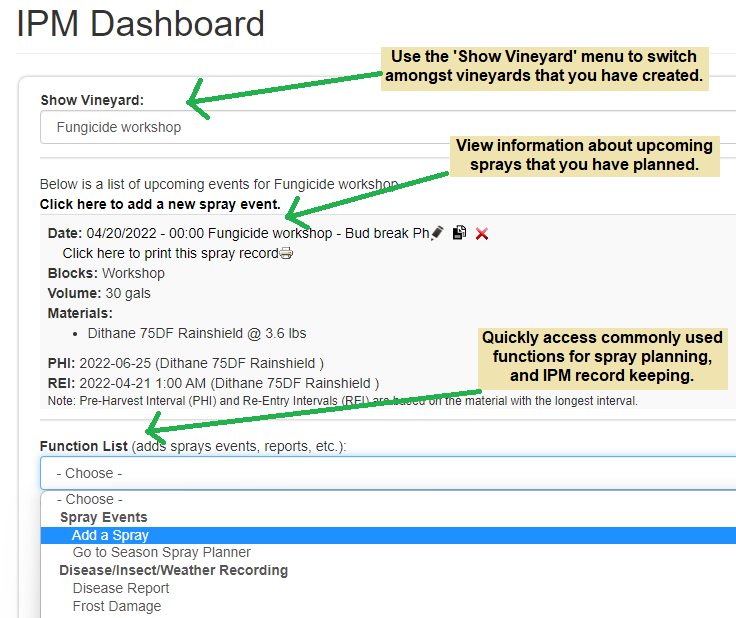 IPM Dashboard
Use the 'Show Vineyard' menu to switch
amongst vineyards that you have created.
Show Vineyard:
Fungicide workshop
View information about upcoming
sprays that you have planned.
Below is a list of upcoming events for Fungicide workshop
Click here to add a new spray event.
Date: 04/20/2022 - 00:00 Fungicide workshop - Bud break Ph
Click here to print this spray record
Blocks: Workshop
Volume: 30 gals
Materials:
• Dithane 75DF Rainshield @ 3.6 lbs
Quickly access commonly used
functions for spray planning,
and IPM record keeping.
PHI: 2022-06-25 (Dithane 75DF Rainshield )
REI: 2022-04-21 1:00 AM (Dithane 75DF Rainshield )
Note: Pre-Harvest Interval (PHI) and Re-Entry Intervals (REI) are based on the material with the longest interval.
Function List (adds sprays events, reports, etc.):
- Choose -
- Choose -
Spray Events
Add a Spray
Go to Season Spray Planner
Disease/Insect/Weather Recording
Disease Report
Frost Damage